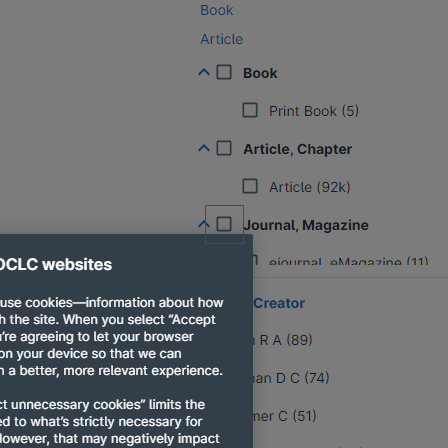 Book
Article
Book
Print Book (5)
Article, Chapter
Article (92k)
Journal, Magazine
ejournal, eMagazine (11)
OCLC websites
use cookies—information about how
the site. When you select “Accept
you're agreeing to let your browser
on your device so that we can
a better, more relevant experience.
unnecessary cookies” limits the
to what’s strictly necessary for
However, that may negatively impact
Creator
R A (89)
D C (74)
C (51)